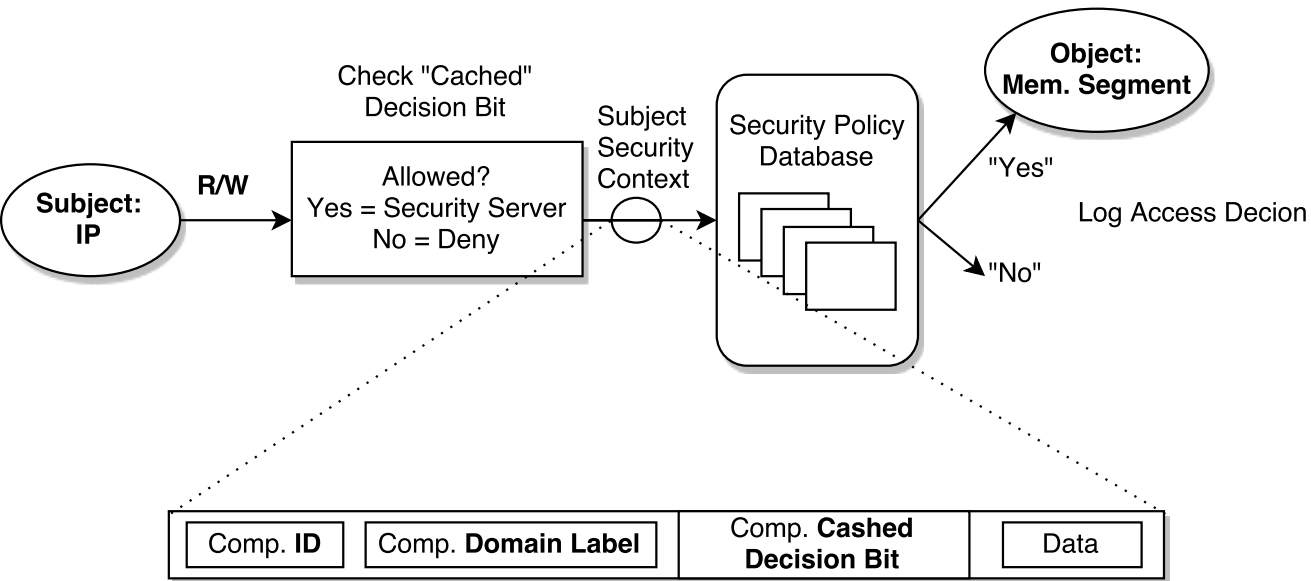 Object:
Mem. Segment
Check "Cached"
Decision Bit
Subject
Security
Context
Security Policy
Database
Subject:
IP
R/W
Allowed?
Yes = Security Server
No = Deny
"Yes"
Log Access Decion
"No"
Comp. ID
Comp. Domain Label
Comp. Cashed
Decision Bit
Data